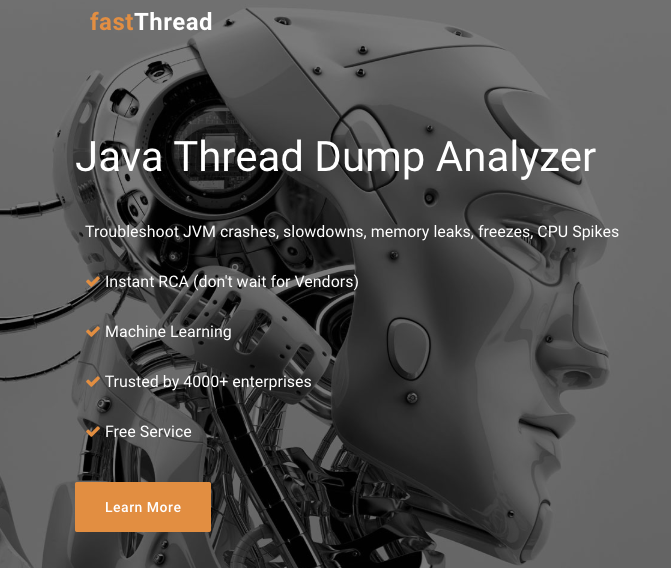 fastThread
Java Thread Dump Analyzer
Troubleshoot JVM crashes, slowdowns, memory leaks, freezes, CPU Spikes
Instant RCA (don't wait for Vendors)
Machine Learning
Trusted by 4000+ enterprises
Free Service
Learn More